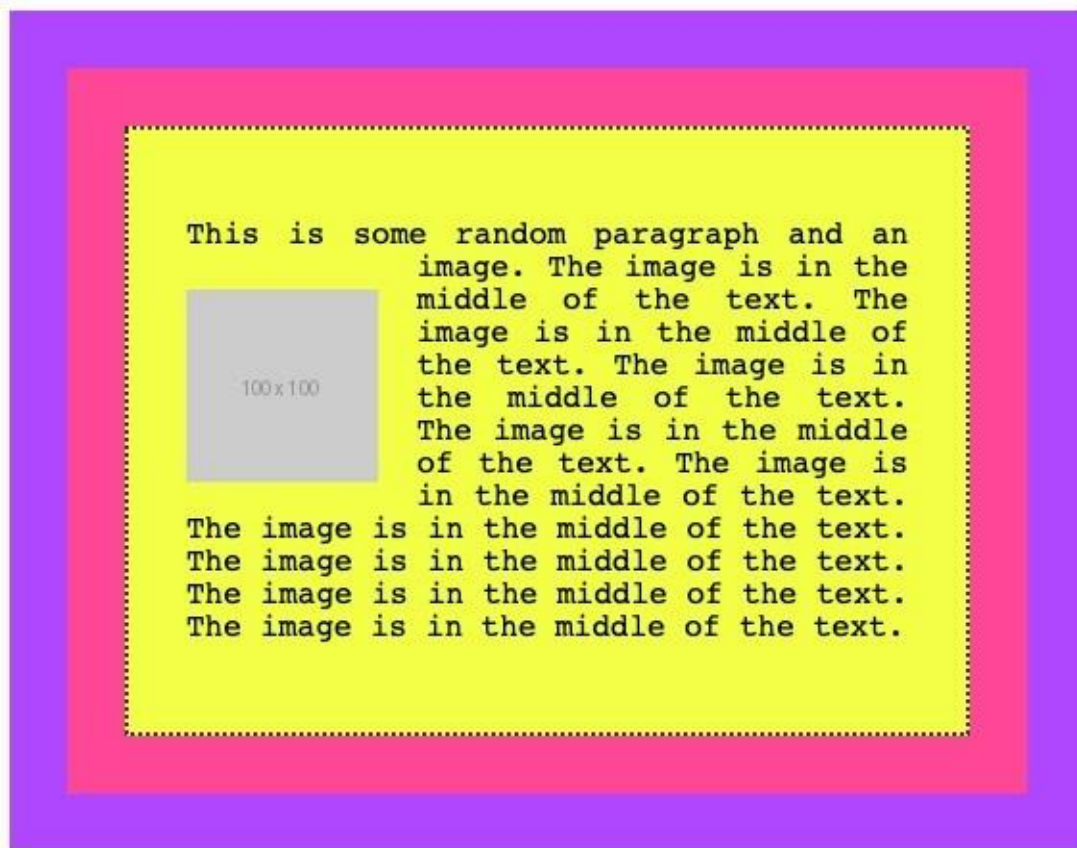 This is some random paragraph and an
image. The image is in the
middle of the text. The
image is in the middle of
the text. The image is in
the middle of the text.
The image is in the middle
of the text. The image is
in the middle of the text.
100 x 100
The image is in the middle of the text.
The image is in the middle of the text.
The image is in the middle of the text.
The image is in the middle of the text.